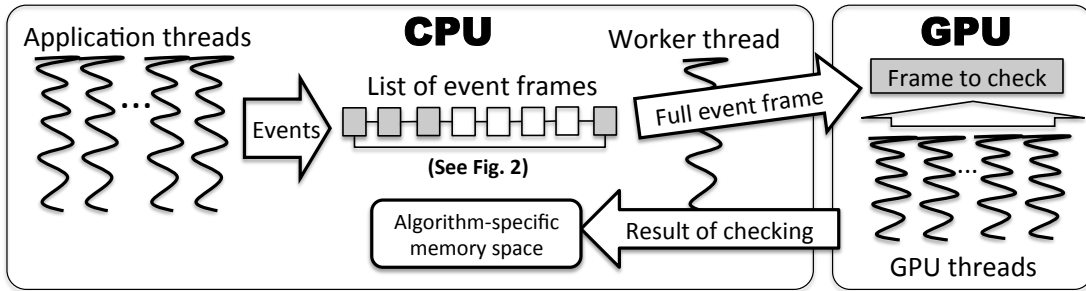 CPU
GPU
Application threads
Worker thread
...
Events
List of event frames
(See Fig. 2)
Full event frame
Frame to check
...
Algorithm-specific
memory space
Result of checking
GPU threads